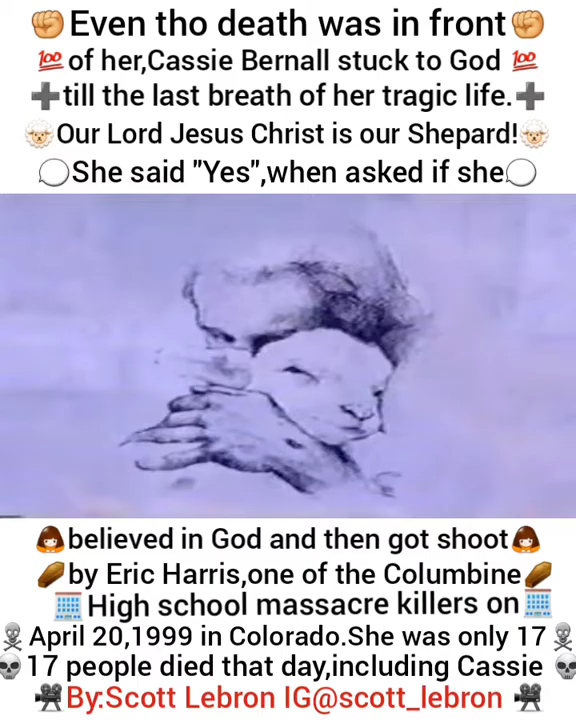 ✊Even tho death was in front✊
💯of her,Cassie Bernall stuck to God 💯
➕till the last breath of her tragic life.➕
🐑Our Lord Jesus Christ is our Shepard!🐑
💬She said "Yes",when asked if she💬
🙇believed in God and then got shoot🙇
⚰by Eric Harris,one of the Columbine⚰
🏢High school massacre killers on🏢
☠April 20,1999 in Colorado.She was only 17☠
💀17 people died that day,including Cassie 💀
🎥By:Scott Lebron IG@scott_lebron 🎥